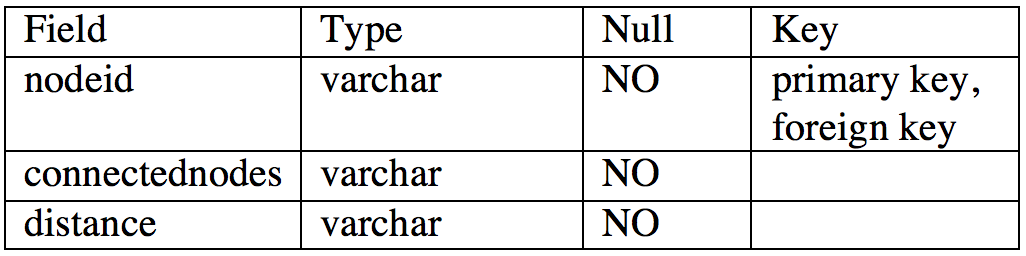 Field Type Null Key
nodeid varchar NO primary key,
foreign key
connectednodes varchar NO
distance varchar NO